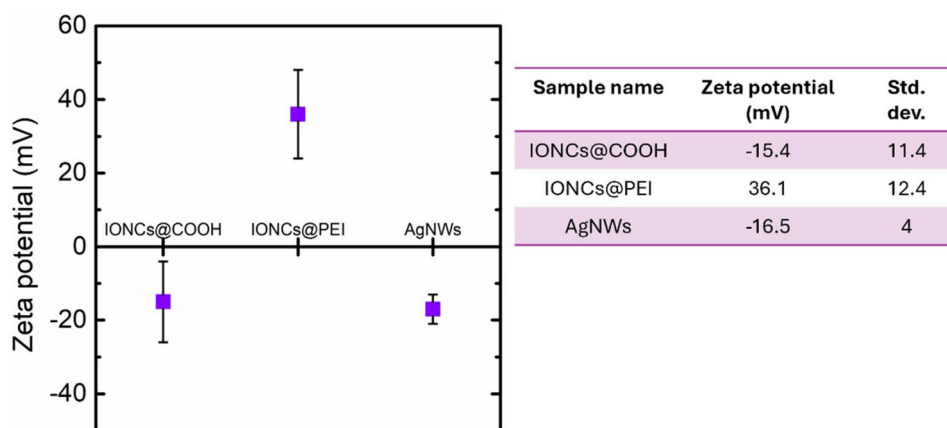 Zeta potential (mV)
60
40
20
0
-20
-40
IONCs@COOH IONCs@PEI AgNWs
Sample name Zeta potential (mV) Std. dev.
IONCs@COOH -15.4 11.4
IONCs@PEI 36.1 12.4
AgNWs -16.5 4